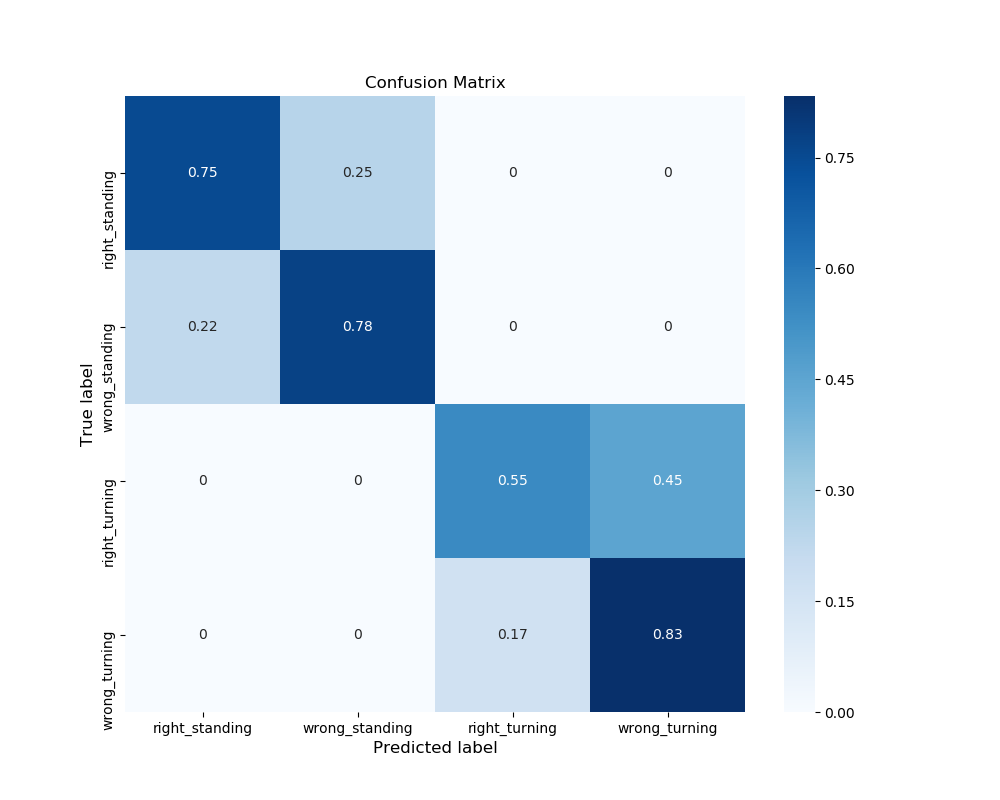 Confusion Matrix
True label
right_standing
0.75 0.25 0 0
wrong_standing
0.22 0.78 0 0
right_turning
0 0 0.55 0.45
wrong_turning
0 0 0.17 0.83
right_standing wrong_standing right_turning wrong_turning
Predicted label
0.75
0.60
0.45
0.30
0.15
0.00